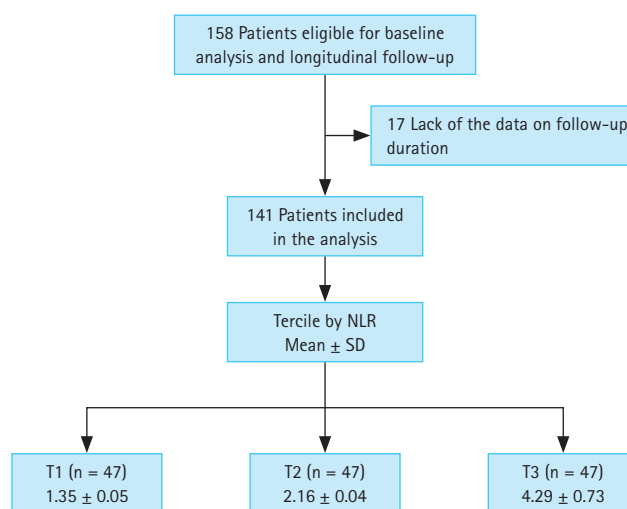 158 Patients eligible for baseline
analysis and longitudinal follow-up
17 Lack of the data on follow-up
duration
141 Patients included
in the analysis
Tercile by NLR
Mean ± SD
T1 (n = 47)
1.35 ± 0.05
T2 (n = 47)
2.16 ± 0.04
T3 (n = 47)
4.29 ± 0.73